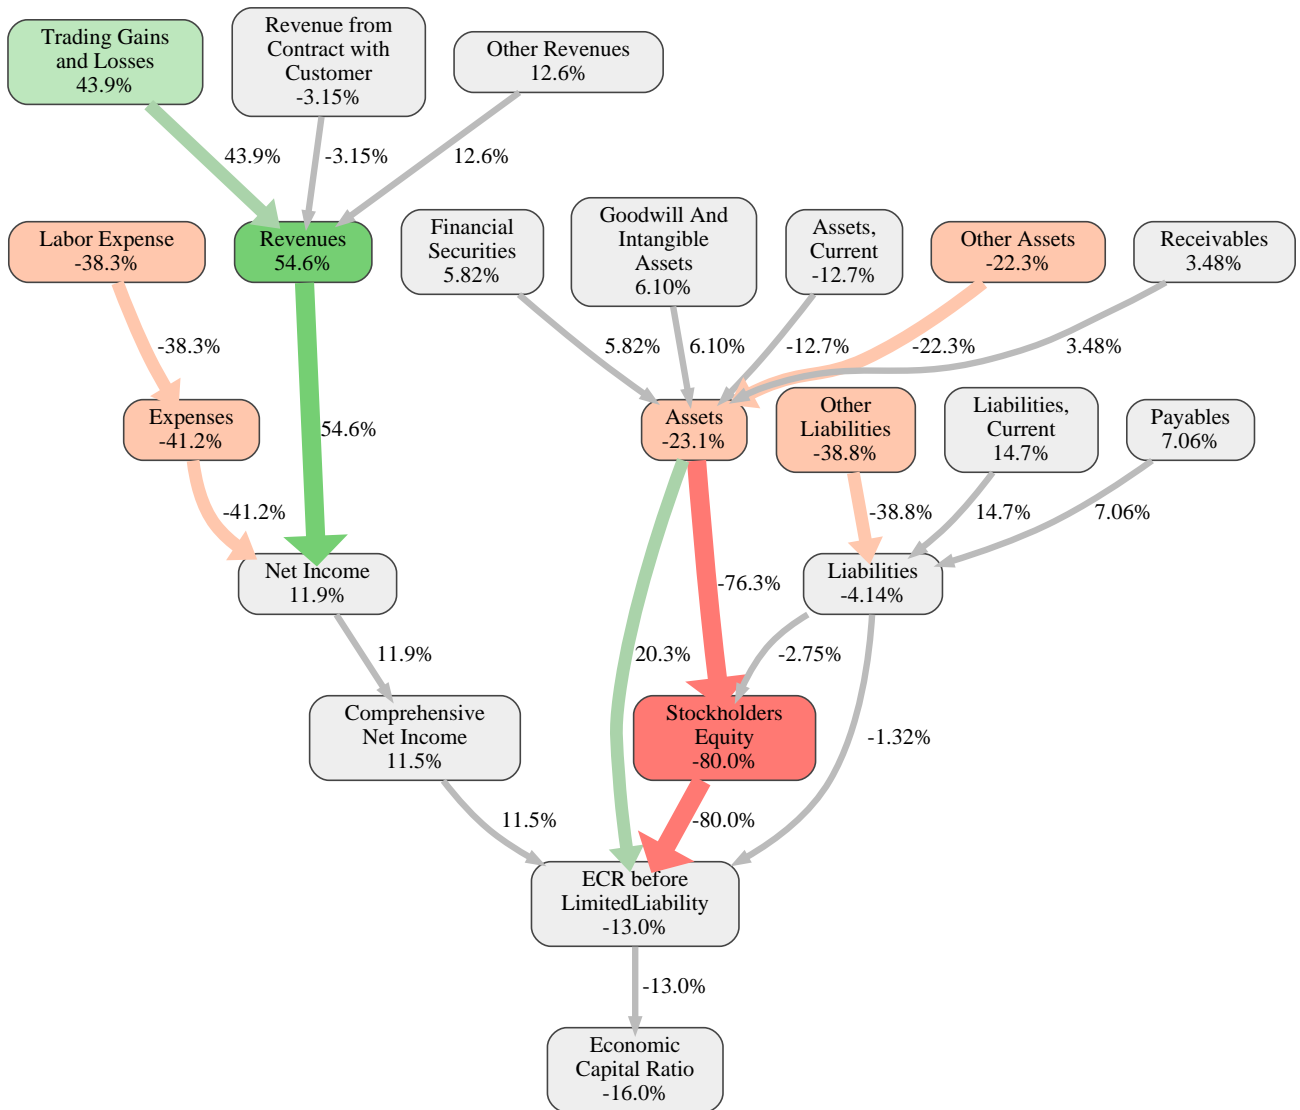 Trading Gains
and Losses
43.9%
Revenue from
Contract with
Customer
-3.15%
Other Revenues
12.6%
43.9%
-3.15%
12.6%
Labor Expense
-38.3%
Revenues
54.6%
Financial
Securities
5.82%
Goodwill And
Intangible
Assets
6.10%
Assets,
Current
-12.7%
Other Assets
-22.3%
Receivables
3.48%
-38.3%
5.82%
6.10%
-12.7%
-22.3%
3.48%
Expenses
-41.2%
54.6%
Assets
-23.1%
Other
Liabilities
-38.8%
Liabilities,
Current
14.7%
Payables
7.06%
-41.2%
-38.8%
14.7%
7.06%
Net Income
11.9%
-76.3%
Liabilities
-4.14%
11.9%
20.3%
-2.75%
Comprehensive
Net Income
11.5%
Stockholders
Equity
-80.0%
-1.32%
11.5%
-80.0%
ECR before
LimitedLiability
-13.0%
-13.0%
Economic
Capital Ratio
-16.0%